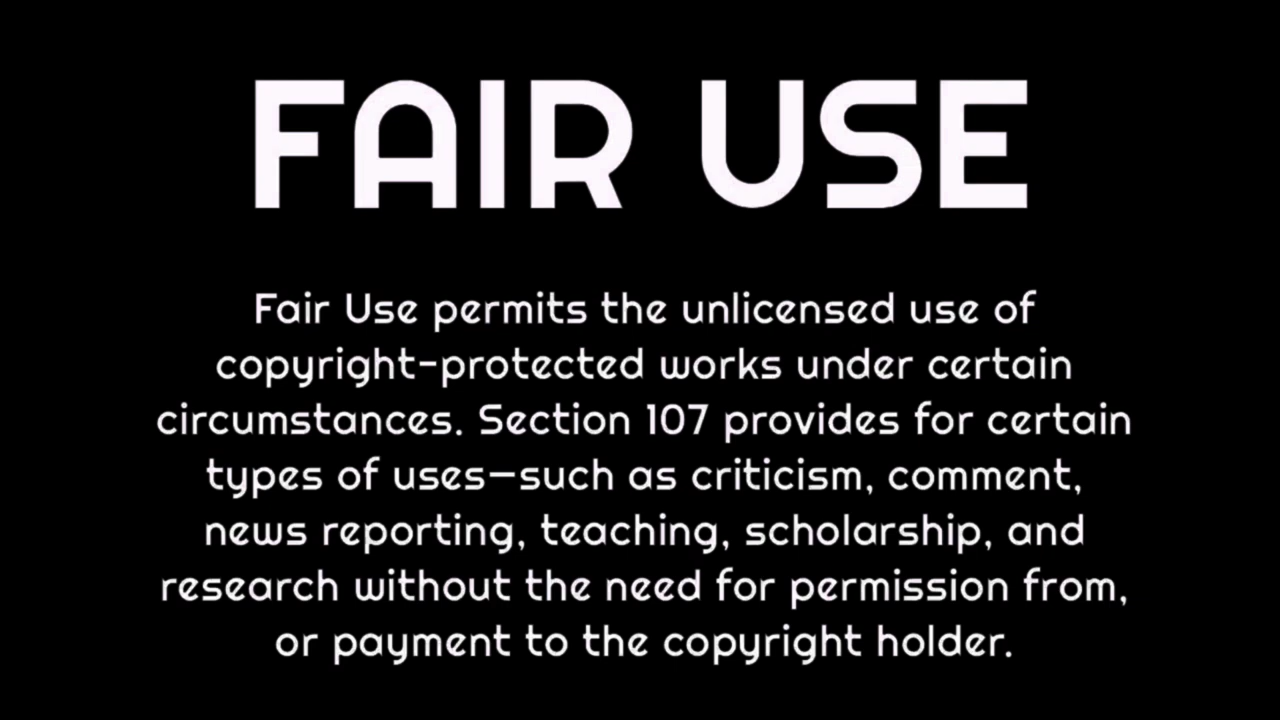 FAIR USE
Fair Use permits the unlicensed use of
copyright-protected works under certain
circumstances. Section 107 provides for certain
types of uses—such as criticism, comment,
news reporting, teaching, scholarship, and
research without the need for permission from,
or payment to the copyright holder.